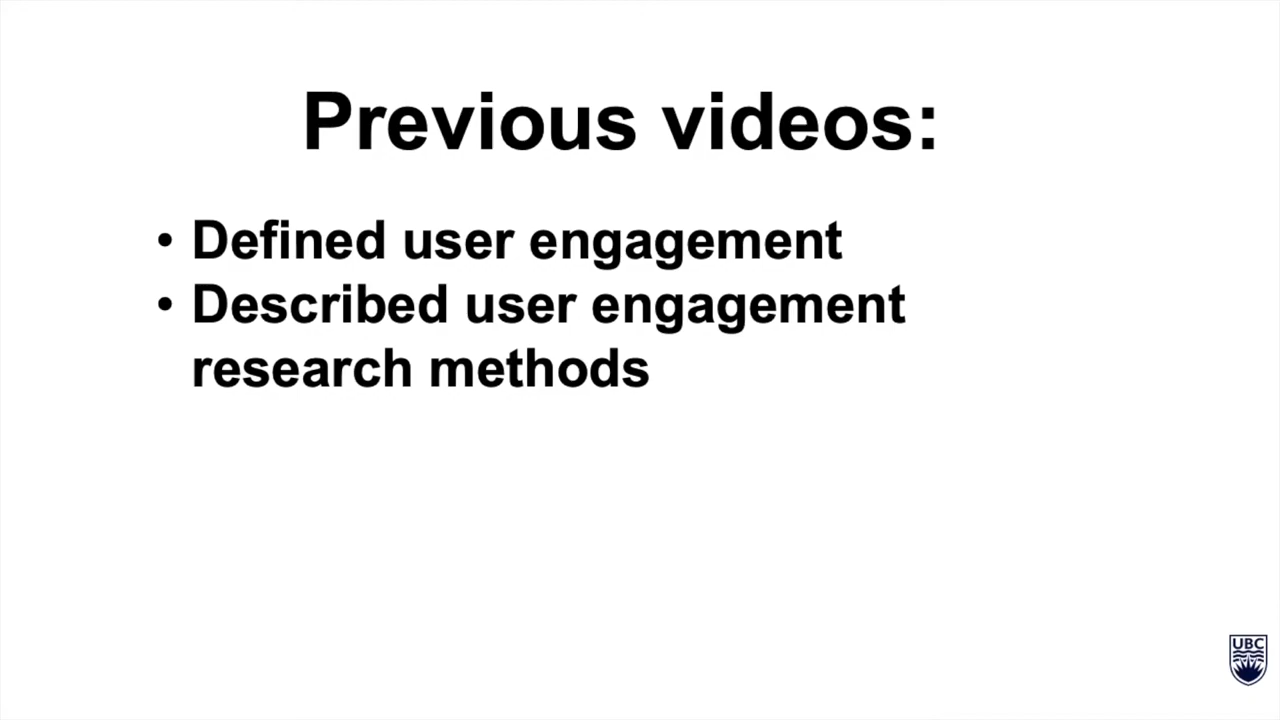 Previous videos:
• Defined user engagement
• Described user engagement
research methods
UBC